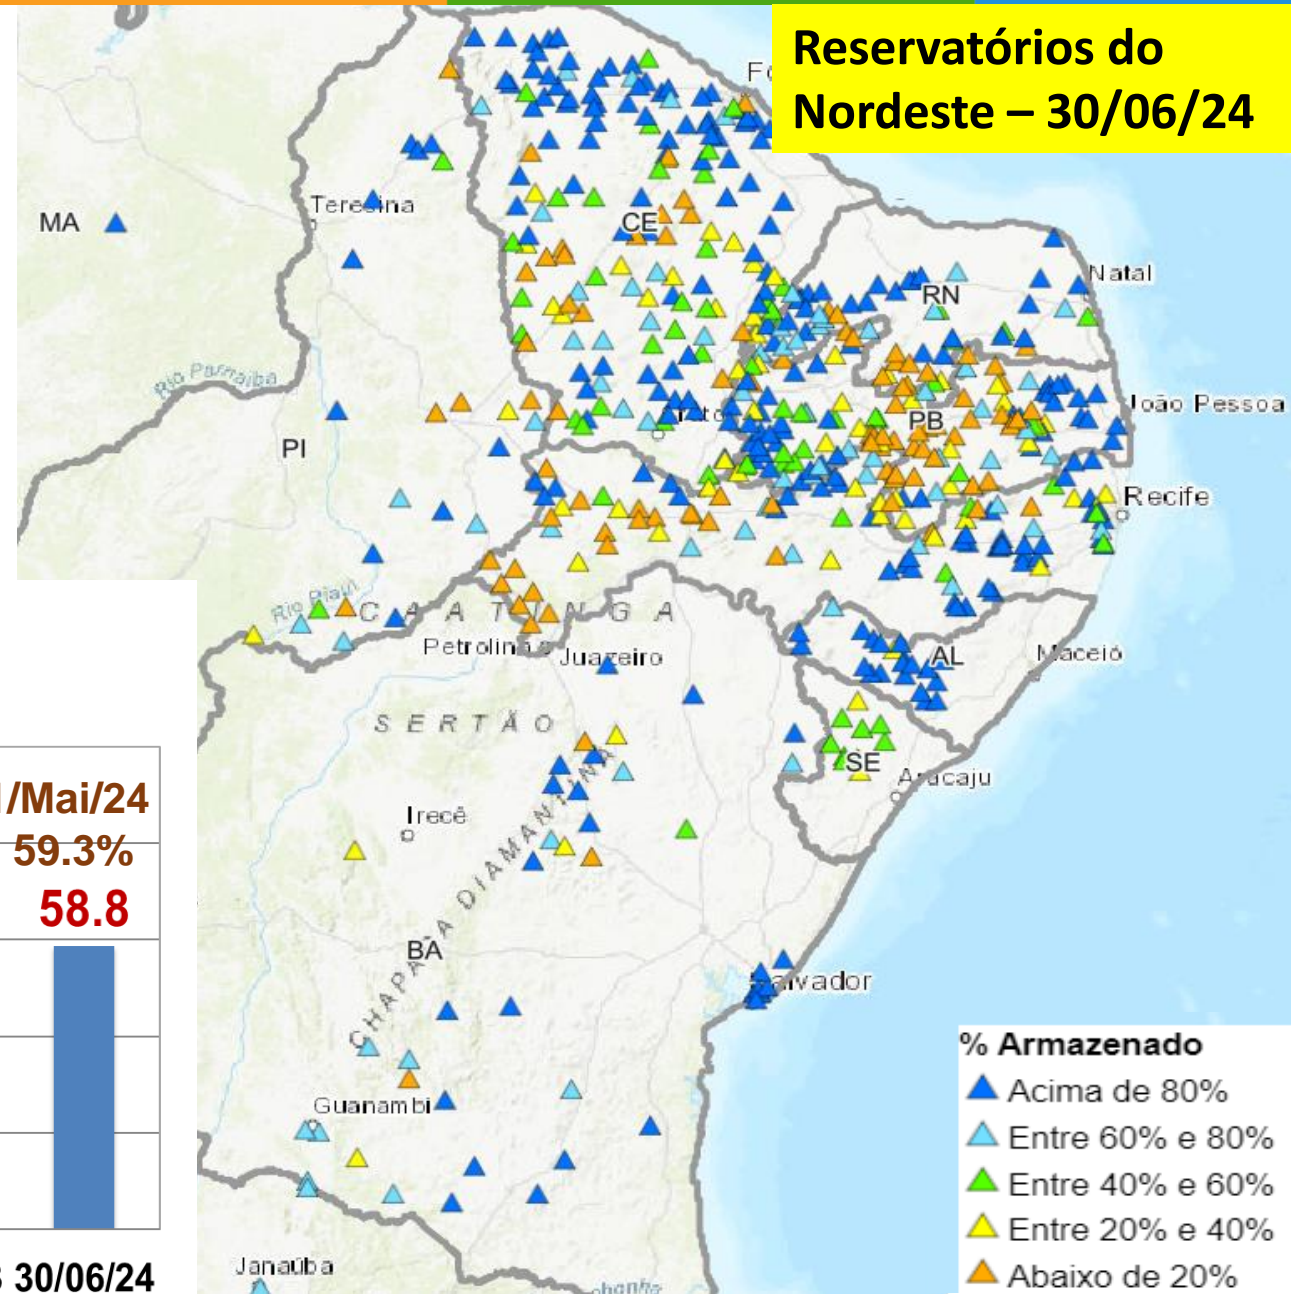 Reservatórios do
Nordeste – 30/06/24
MA
Teresina
CE
Natal
RN
Rio Parnaíba
João Pessoa
PB
PI
Recife
Rio Piauí
CAATINGA
Petrolina
Juazeiro
AL
Maceió
SERTÃO
SE
Aracaju
/Mai/24
Irecê
59.3%
58.8
CHAPADA DIAMANTINA
BA
Salvador
% Armazenado
Acima de 80%
Guanambi
Entre 60% e 80%
Entre 40% e 60%
Entre 20% e 40%
Janaúba
30/06/24
Abaixo de 20%